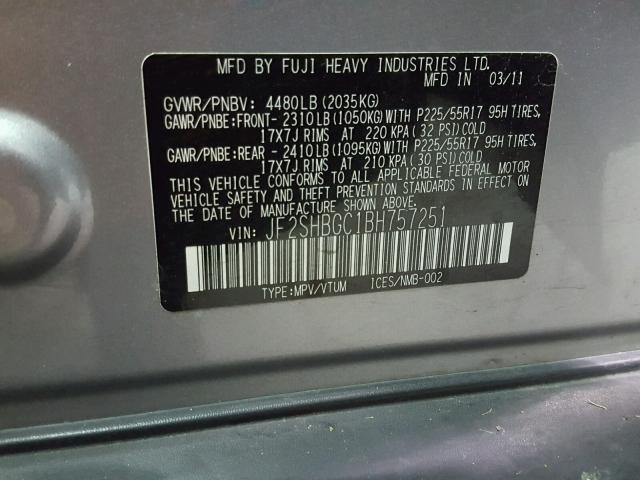 MFD BY FUJI HEAVY INDUSTRIES LTD.
MFD IN 03/11
GVWR/PNBV: 4480LB (2035KG)
GAWR/PNBE:FRONT- 2310LB(1050KG)WITH P225/55R17 95H TIRES,
17X7J RIMS AT 220 KPA (32 PSI)COLD
GAWR/PNBE:REAR - 2410LB(1095KG)WITH P225/55R17 95H TIRES,
17X7J RIMS AT 210 KPA (30 PSI)COLD
THIS VEHICLE CONFORMS TO ALL APPLICABLE FEDERAL MOTOR
VEHICLE SAFETY AND THEFT PREVENTION STANDARDS IN EFFECT ON
THE DATE OF MANUFACTURE SHOWN ABOVE.
VIN: JF2SHBGC1BH757251
TYPE:MPV/VTUM ICES/NMB-002